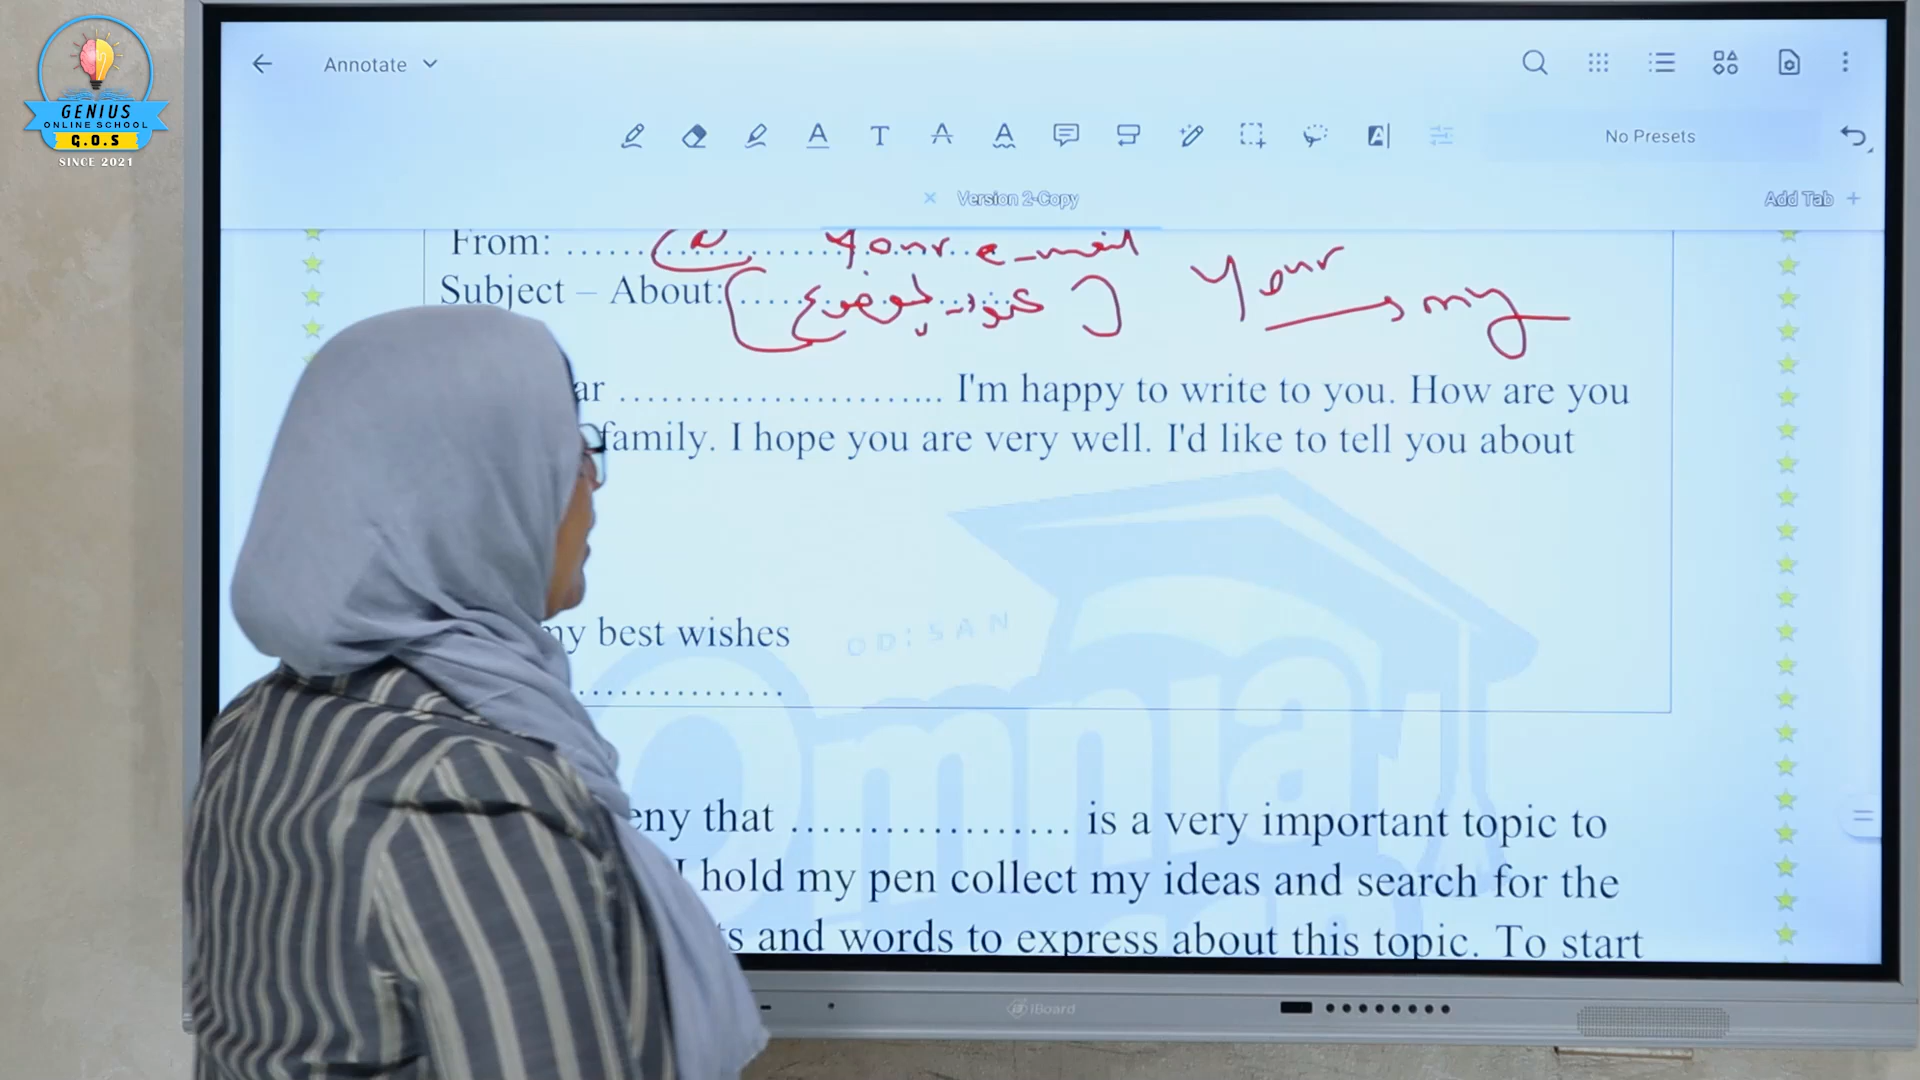 GENIUS
ONLINE SCHOOL
G.O.S
SINCE 2021
Annotate
No Presets
Version 2-Copy
Add Tab
From: ................ your e-mail
Subject – About: ........ عنوان الموضوع
your → my
ar .......................... I'm happy to write to you. How are you
family. I hope you are very well. I'd like to tell you about
my best wishes
................
eny that .................... is a very important topic to
I hold my pen collect my ideas and search for the
s and words to express about this topic. To start
ODISAN
Omnia
iBoard